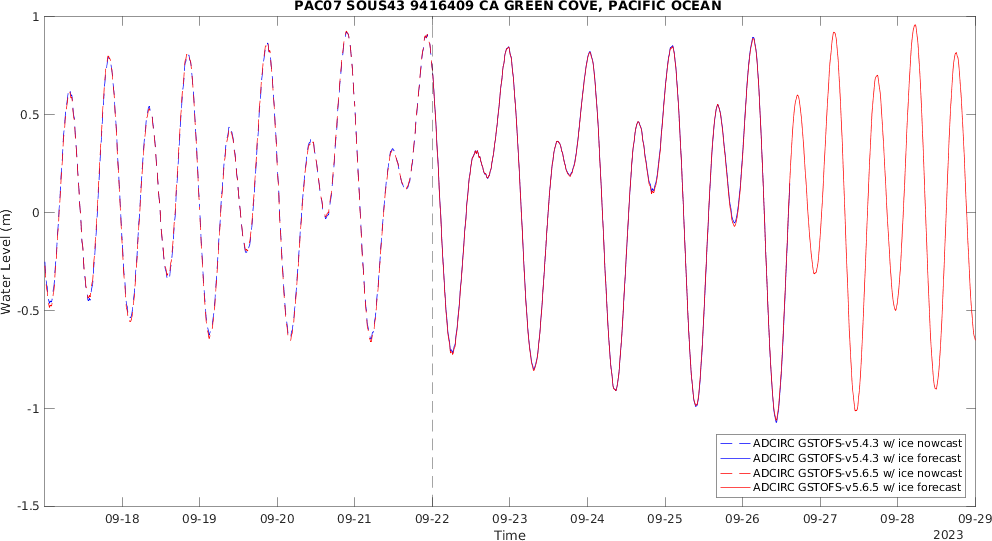 PAC07 SOUS43 9416409 CA GREEN COVE, PACIFIC OCEAN
Water Level (m)
1
0.5
0
-0.5
-1
-1.5
ADCIRC GSTOFS-v5.4.3 w/ ice nowcast
ADCIRC GSTOFS-v5.4.3 w/ ice forecast
ADCIRC GSTOFS-v5.6.5 w/ ice nowcast
ADCIRC GSTOFS-v5.6.5 w/ ice forecast
09-18 09-19 09-20 09-21 09-22 09-23 09-24 09-25 09-26 09-27 09-28 09-29
Time
2023